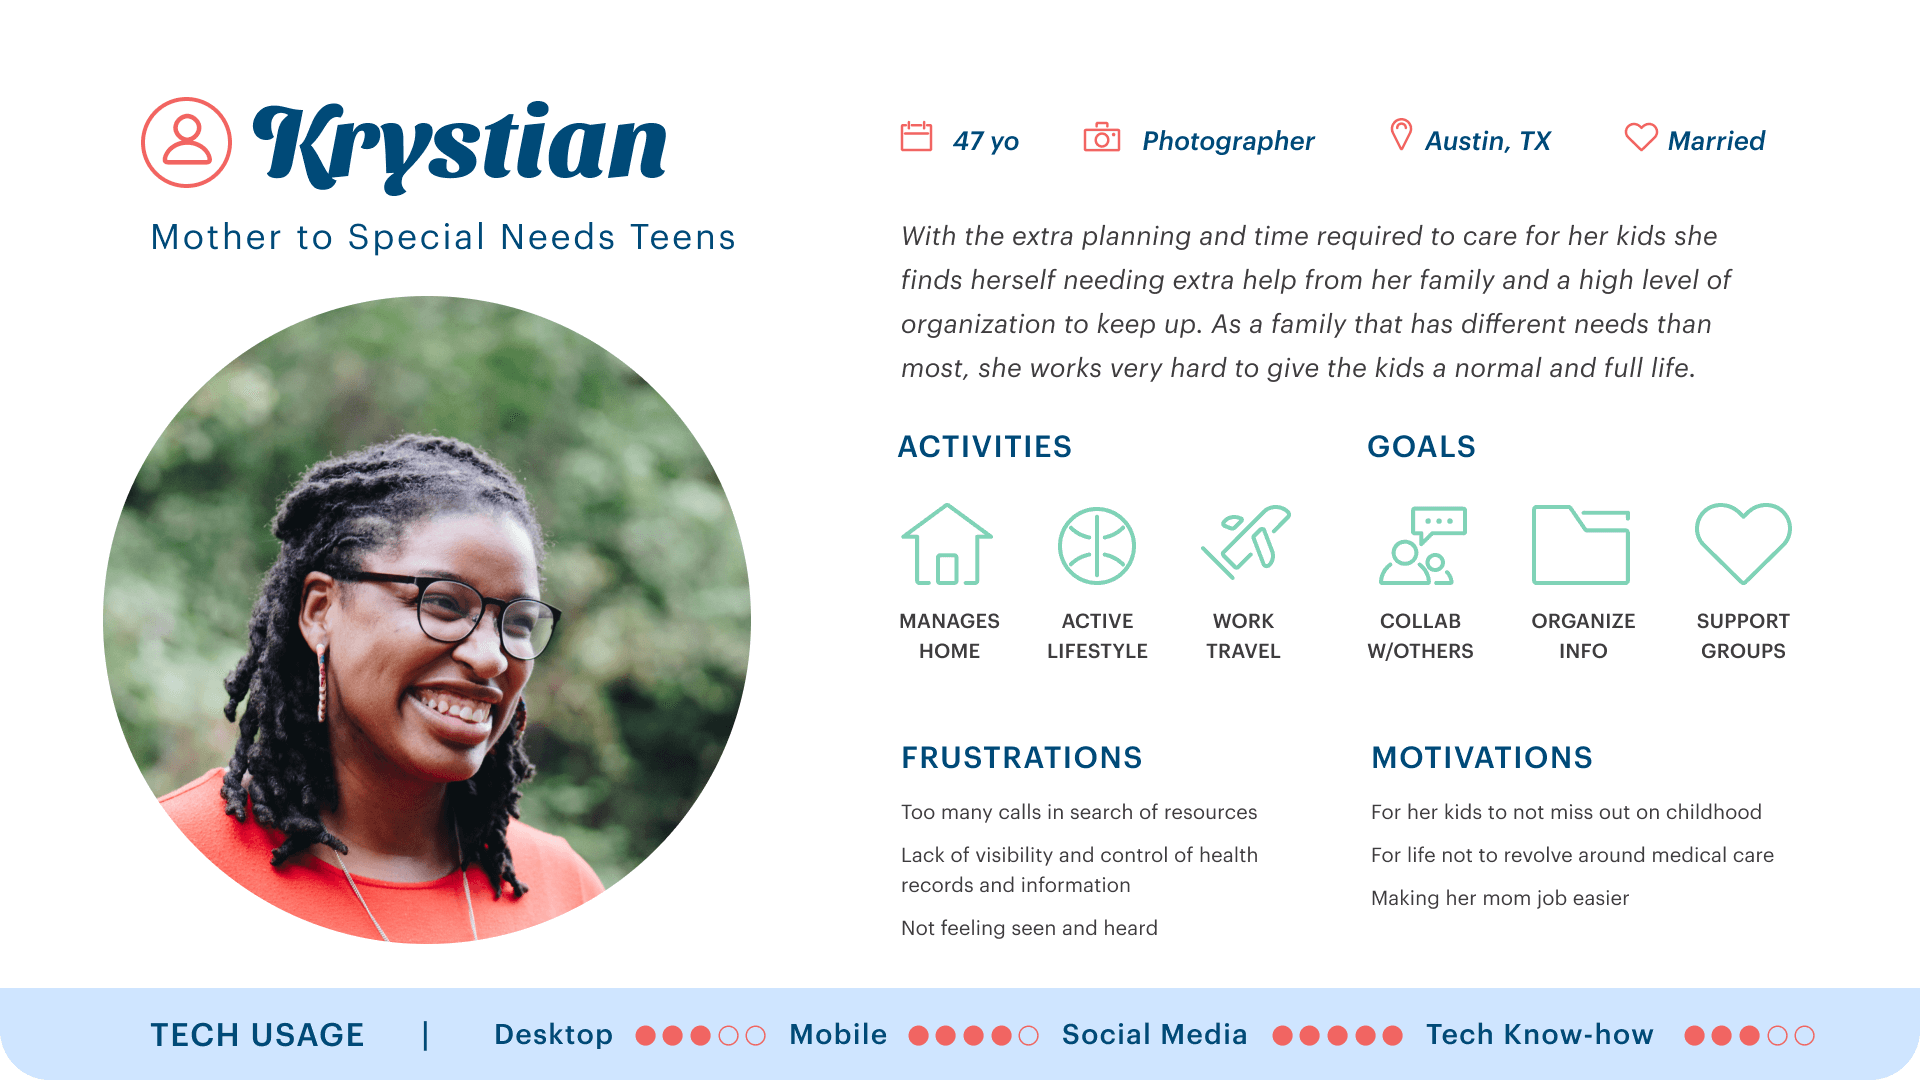 Krystian
Mother to Special Needs Teens
47 yo
Photographer
Austin, TX
Married
With the extra planning and time required to care for her kids she
finds herself needing extra help from her family and a high level of
organization to keep up. As a family that has different needs than
most, she works very hard to give the kids a normal and full life.
ACTIVITIES
MANAGES
HOME
ACTIVE
LIFESTYLE
WORK
TRAVEL
GOALS
COLLAB
W/OTHERS
ORGANIZE
INFO
SUPPORT
GROUPS
FRUSTRATIONS
Too many calls in search of resources
Lack of visibility and control of health
records and information
Not feeling seen and heard
MOTIVATIONS
For her kids to not miss out on childhood
For life not to revolve around medical care
Making her mom job easier
TECH USAGE | Desktop Mobile Social Media Tech Know-how